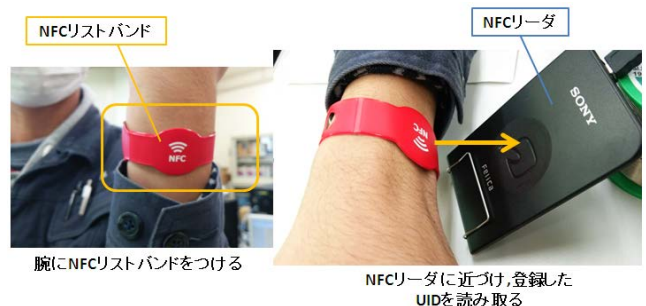 NFCリストバンド
NFCリーダ
NFC
NFC
SONY
Felica
腕にNFCリストバンドをつける
NFCリーダに近づけ,登録した
UIDを読み取る